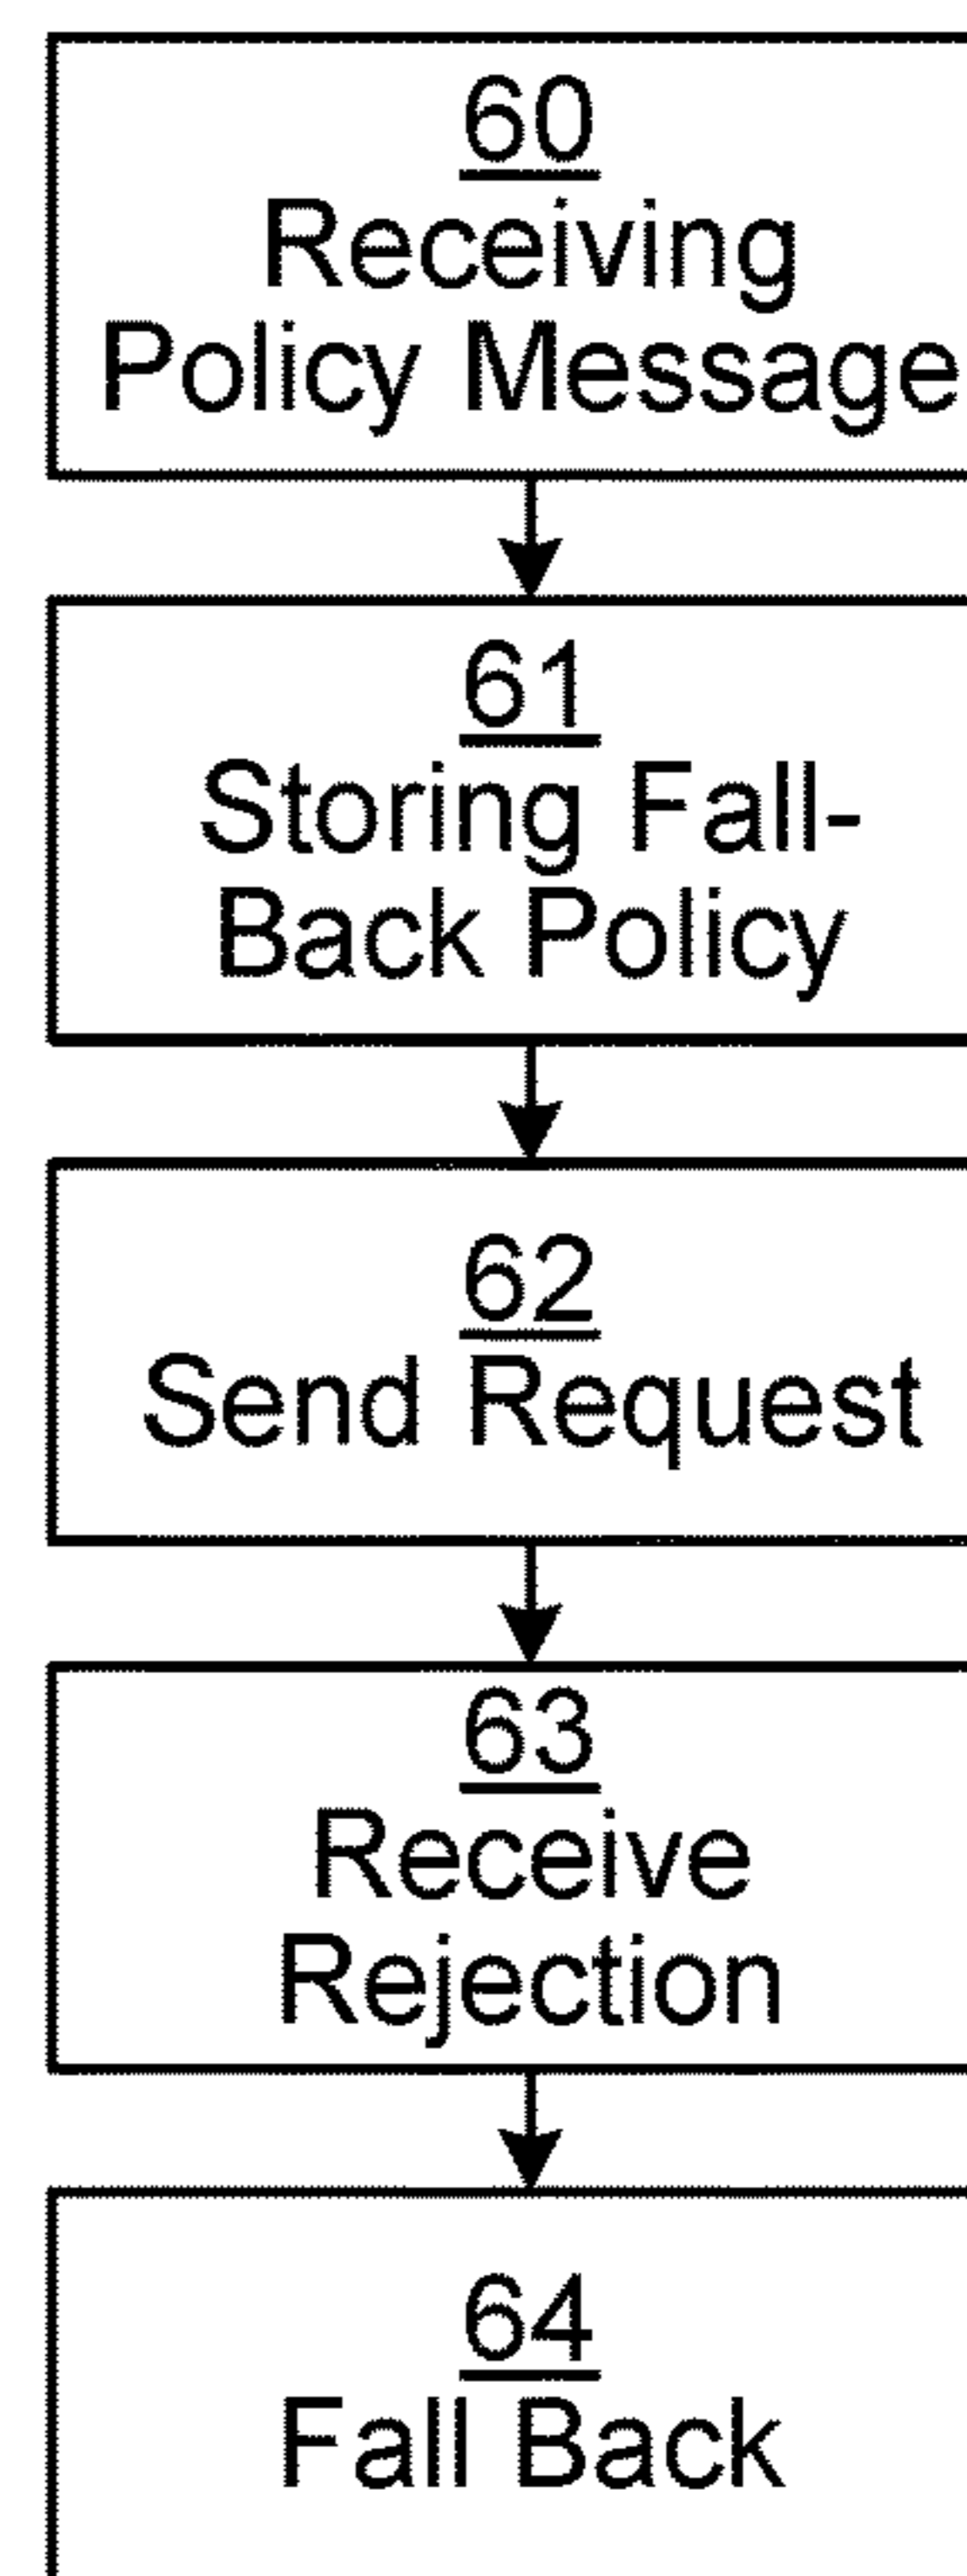 60
Receiving
Policy Message
61
Storing Fall-
Back Policy
62
Send Request
63
Receive
Rejection
64
Fall Back